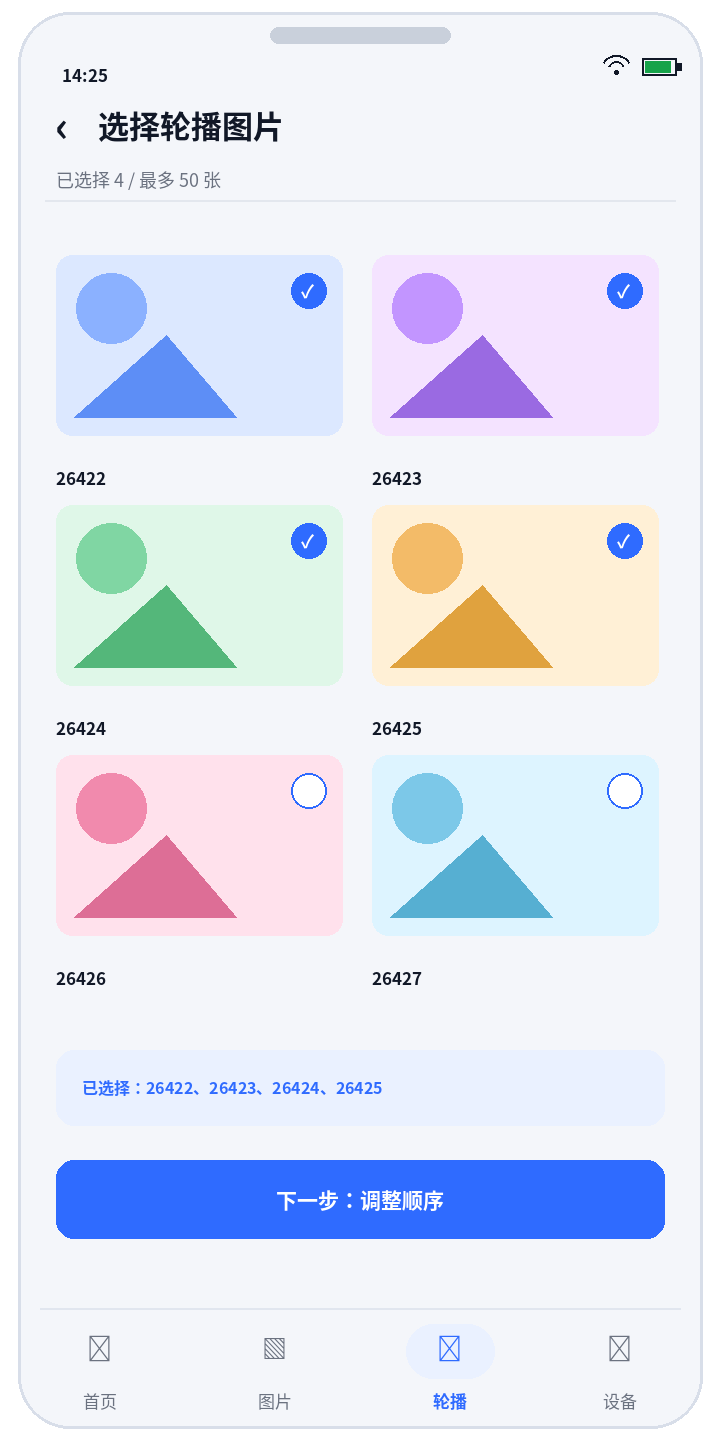 14:25
‹ 选择轮播图片
已选择 4 / 最多 50 张
✓ ✓
26422 26423
✓ ✓
26424 26425
26426 26427
已选择：26422、26423、26424、26425
下一步：调整顺序
首页 图片 轮播 设备